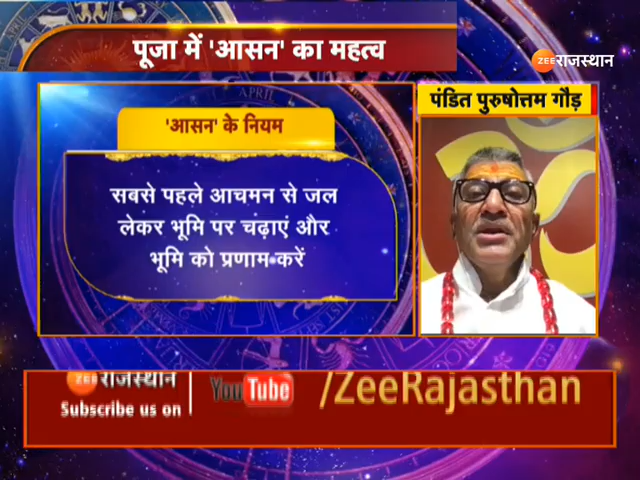 पूजा में 'आसन' का महत्व
ZEE राजस्थान
APRIL
'आसन' के नियम
सबसे पहले आचमन से जल
लेकर भूमि पर चढ़ाएं और
भूमि को प्रणाम करें
पंडित पुरुषोत्तम गौड़
ZEE राजस्थान
Subscribe us on
YouTube
/ZeeRajasthan